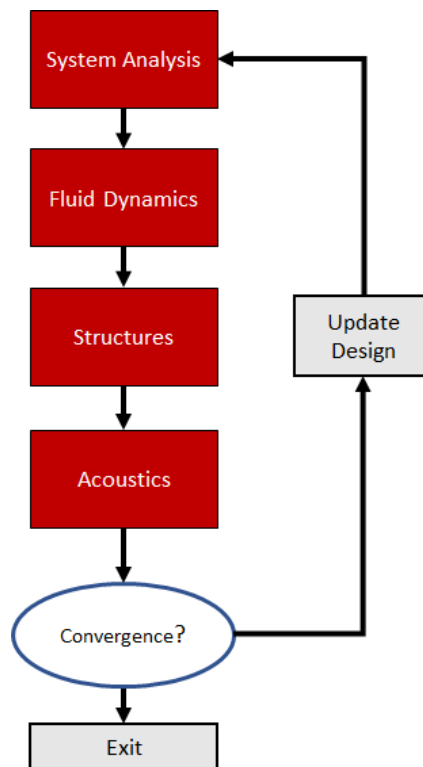 System Analysis
Fluid Dynamics
Structures
Update
Design
Acoustics
Convergence?
Exit